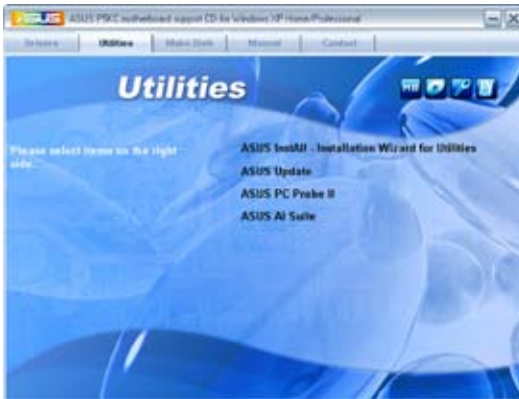 ASUS P5KC motherboard support CD for Windows XP Home/Professional
Drivers
Utilities
Make Disk
Manual
Contact
Utilities
Please select items on the right
side...
ASUS InstAll - Installation Wizard for Utilities
ASUS Update
ASUS PC Probe II
ASUS AI Suite